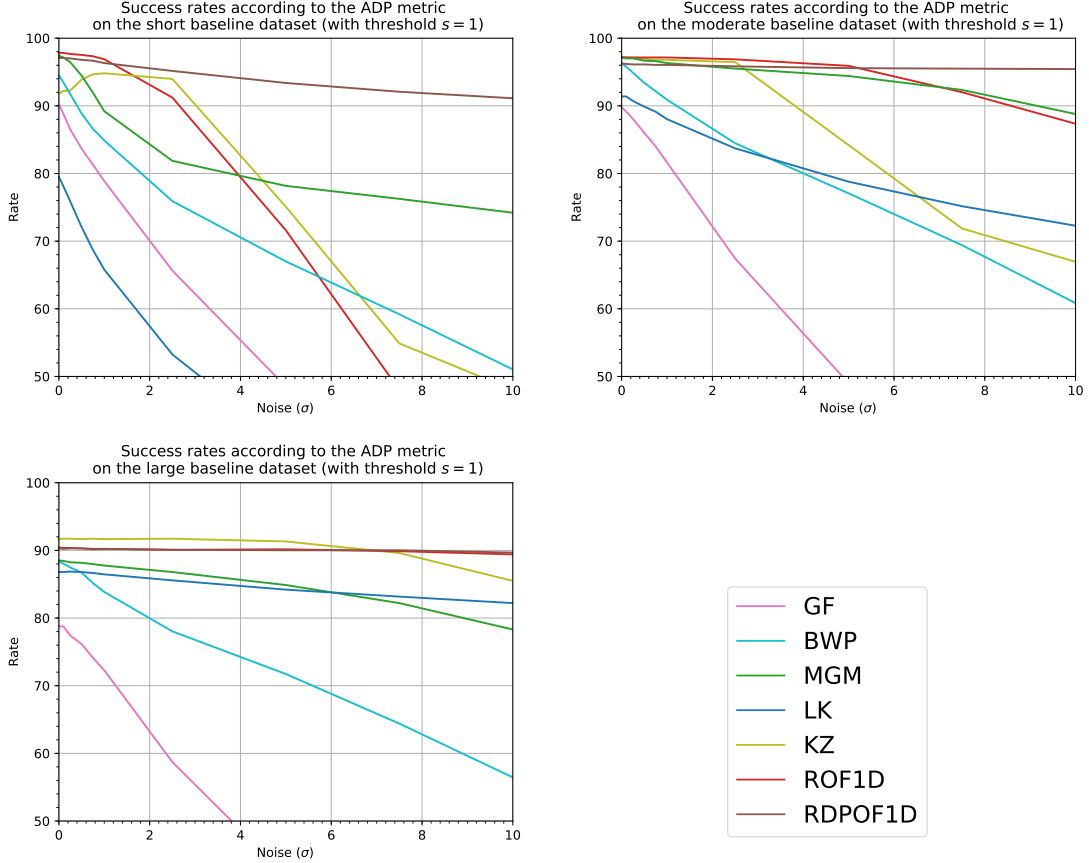 Success rates according to the ADP metric
on the short baseline dataset (with threshold s = 1)
100
90
80
70
60
50
Rate
0 2 4 6 8 10
Noise (σ)
Success rates according to the ADP metric
on the moderate baseline dataset (with threshold s = 1)
100
90
80
70
60
50
Rate
0 2 4 6 8 10
Noise (σ)
Success rates according to the ADP metric
on the large baseline dataset (with threshold s = 1)
100
90
80
70
60
50
Rate
0 2 4 6 8 10
Noise (σ)
GF
BWP
MGM
LK
KZ
ROF1D
RDPOF1D